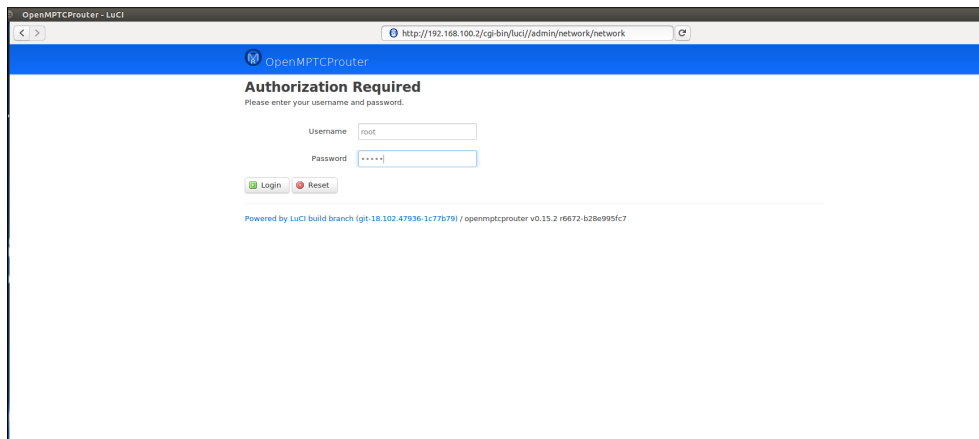 OpenMPTCProuter - LuCI
http://192.168.100.2/cgi-bin/luci//admin/network/network
OpenMPTCProuter
Authorization Required
Please enter your username and password.
Username root
Password •••••
Login Reset
Powered by LuCI build branch (git-18.102.47936-1c77b79) / openmptcprouter v0.15.2 r6672-b28e995fc7